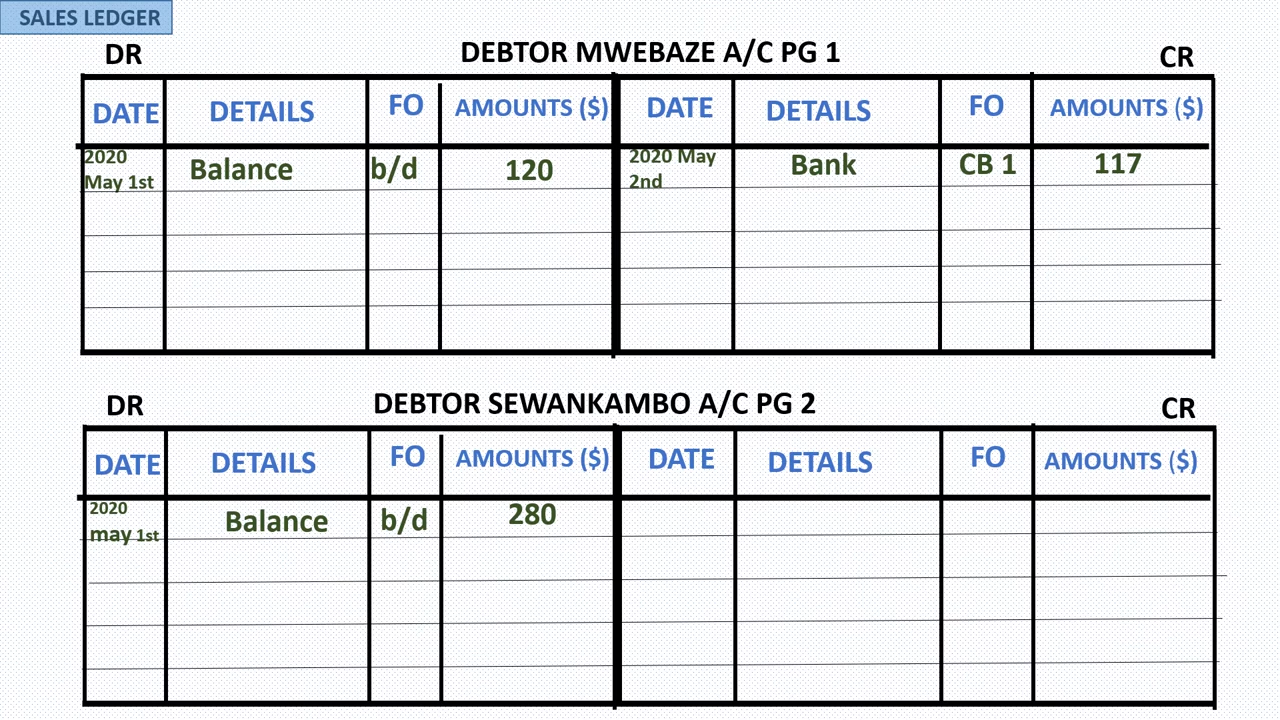 SALES LEDGER
DR DEBTOR MWEBAZE A/C PG 1 CR
DATE DETAILS FO AMOUNTS ($) DATE DETAILS FO AMOUNTS ($)
2020 May 1st Balance b/d 120 2020 May 2nd Bank CB 1 117
DR DEBTOR SEWANKAMBO A/C PG 2 CR
DATE DETAILS FO AMOUNTS ($) DATE DETAILS FO AMOUNTS ($)
2020 may 1st Balance b/d 280